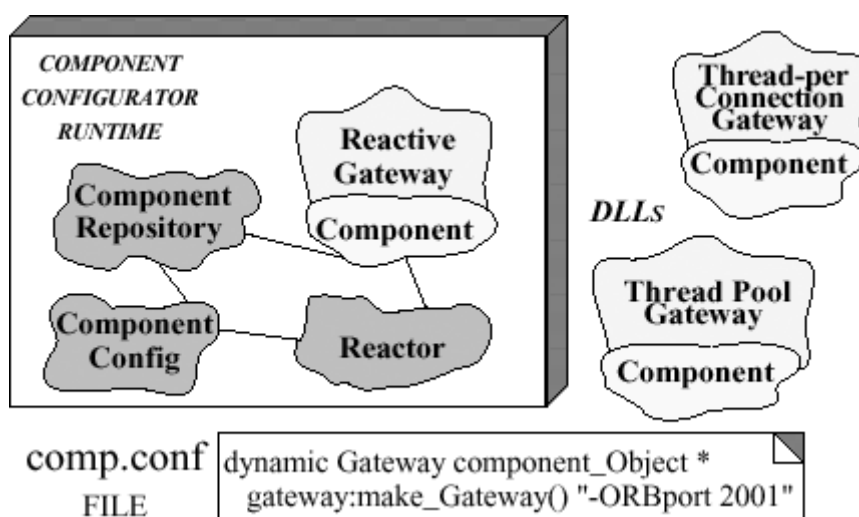 COMPONENT
CONFIGURATOR
RUNTIME
Reactive
Gateway
Component
Component
Repository
Component
Config
Reactor
Thread-per
Connection
Gateway
Component
DLLs
Thread Pool
Gateway
Component
comp.conf
FILE
dynamic Gateway component_Object *
gateway:make_Gateway() "-ORBport 2001"